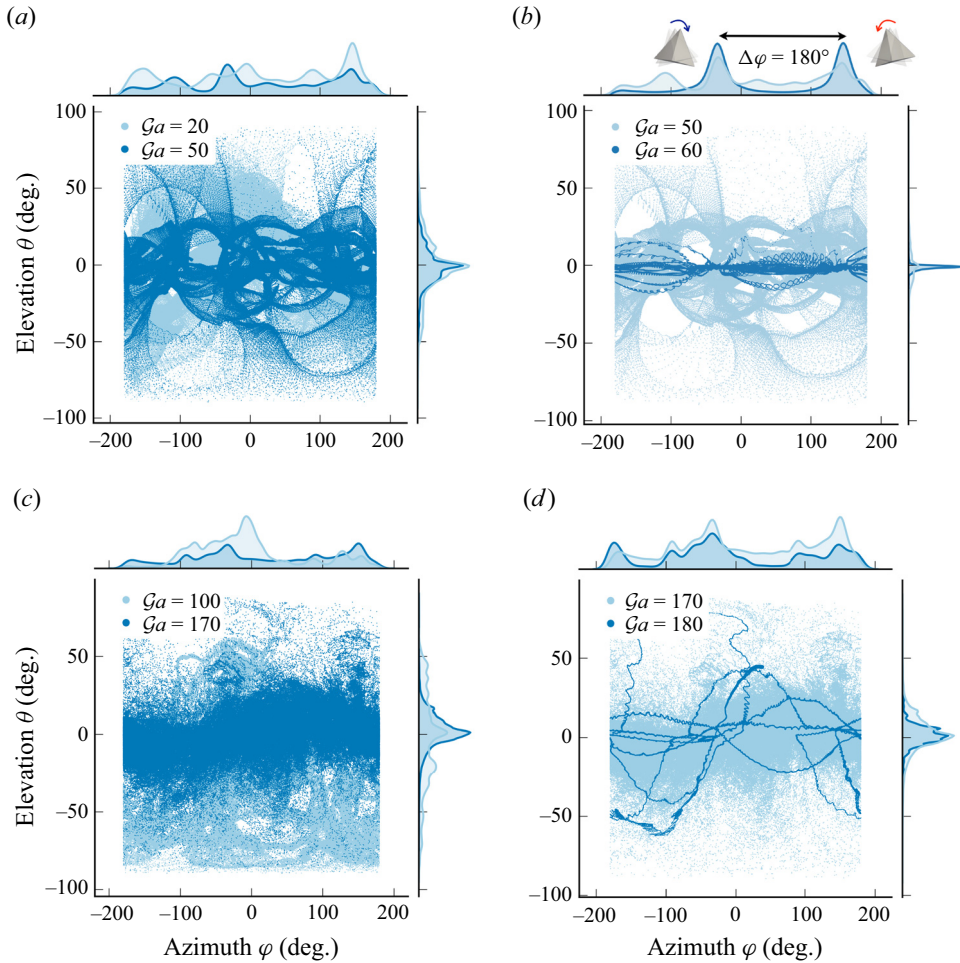 (a)
𝒢a = 20
𝒢a = 50
100
50
0
–50
–100
Elevation θ (deg.)
–200 –100 0 100 200
(b)
Δφ = 180°
𝒢a = 50
𝒢a = 60
100
50
0
–50
–100
–200 –100 0 100 200
(c)
𝒢a = 100
𝒢a = 170
50
0
–50
–100
Elevation θ (deg.)
–200 –100 0 100 200
Azimuth φ (deg.)
(d)
𝒢a = 170
𝒢a = 180
50
0
–50
–100
–200 –100 0 100 200
Azimuth φ (deg.)